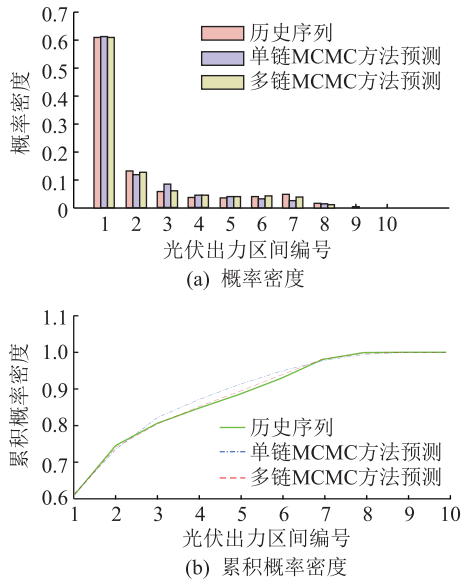 0.7
0.6
0.5
0.4
0.3
0.2
0.1
0
概率密度
历史序列
单链MCMC方法预测
多链MCMC方法预测
1 2 3 4 5 6 7 8 9 10
光伏出力区间编号
(a) 概率密度
1.1
1.0
0.9
0.8
0.7
0.6
累积概率密度
历史序列
单链MCMC方法预测
多链MCMC方法预测
1 2 3 4 5 6 7 8 9 10
光伏出力区间编号
(b) 累积概率密度